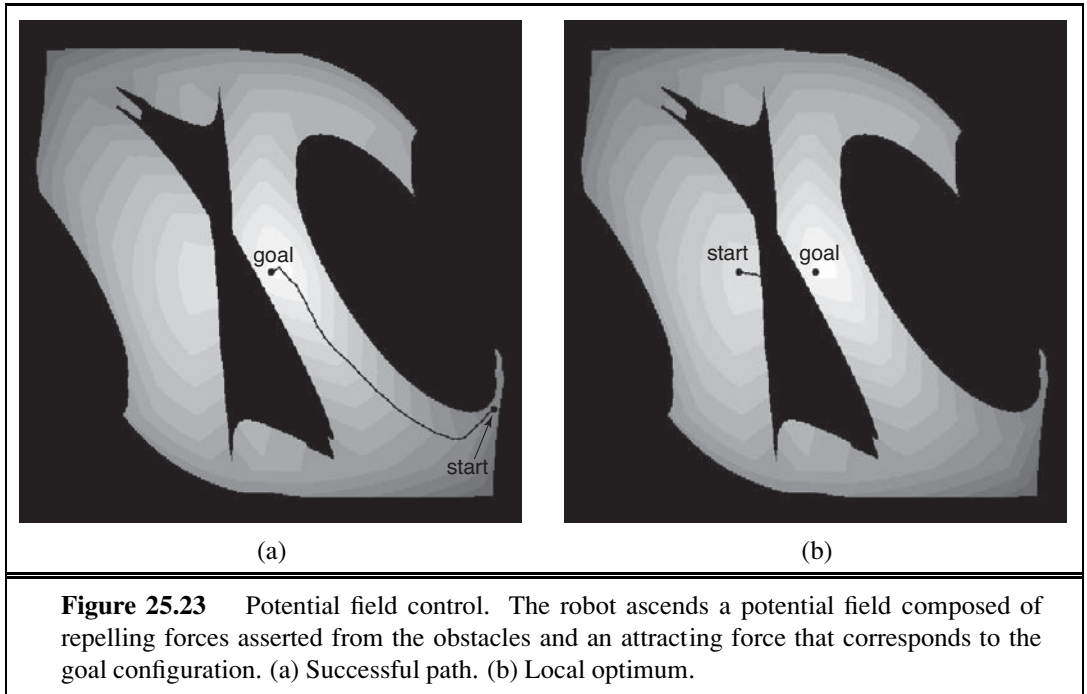 goal
start
(a)
start
goal
(b)
Figure 25.23 Potential field control. The robot ascends a potential field composed of
repelling forces asserted from the obstacles and an attracting force that corresponds to the
goal configuration. (a) Successful path. (b) Local optimum.